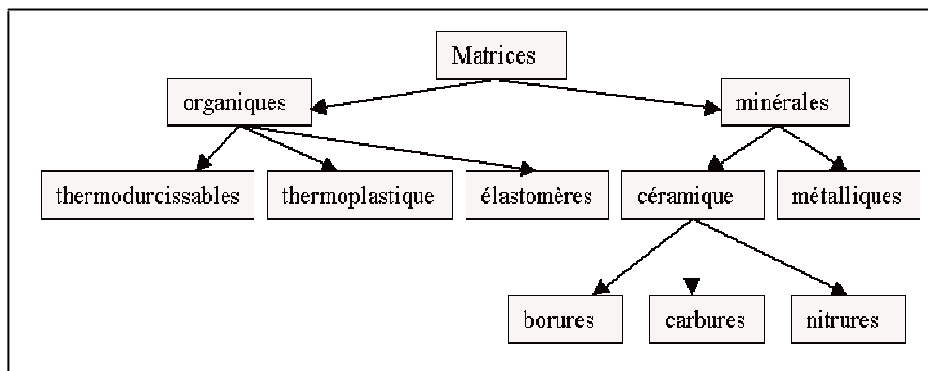 Matrices
organiques
minérales
thermodurcissables
thermoplastique
élastomères
céramique
métalliques
borures
carbures
nitrures